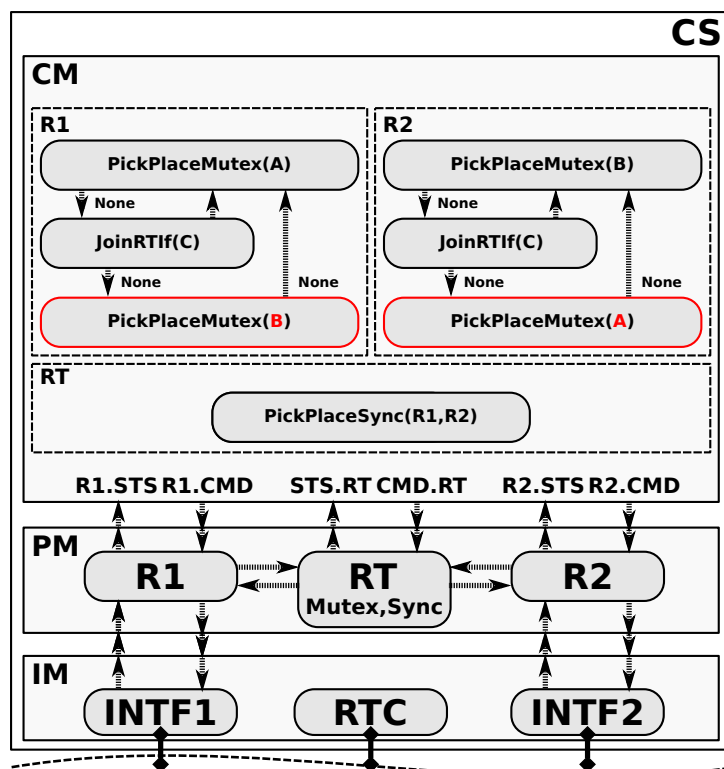 CS
CM
R1
PickPlaceMutex(A)
None
JoinRTIf(C)
None
None
PickPlaceMutex(B)
R2
PickPlaceMutex(B)
None
JoinRTIf(C)
None
None
PickPlaceMutex(A)
RT
PickPlaceSync(R1,R2)
R1.STS R1.CMD STS.RT CMD.RT R2.STS R2.CMD
PM
R1
RT
Mutex,Sync
R2
IM
INTF1
RTC
INTF2